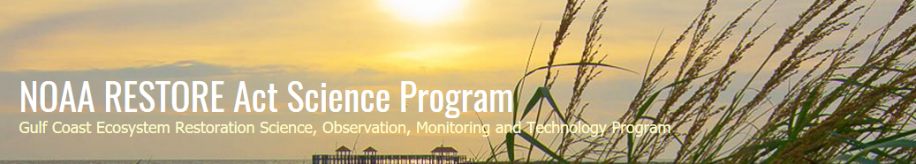 NOAA RESTORE Act Science Program
Gulf Coast Ecosystem Restoration Science, Observation, Monitoring and Technology Program